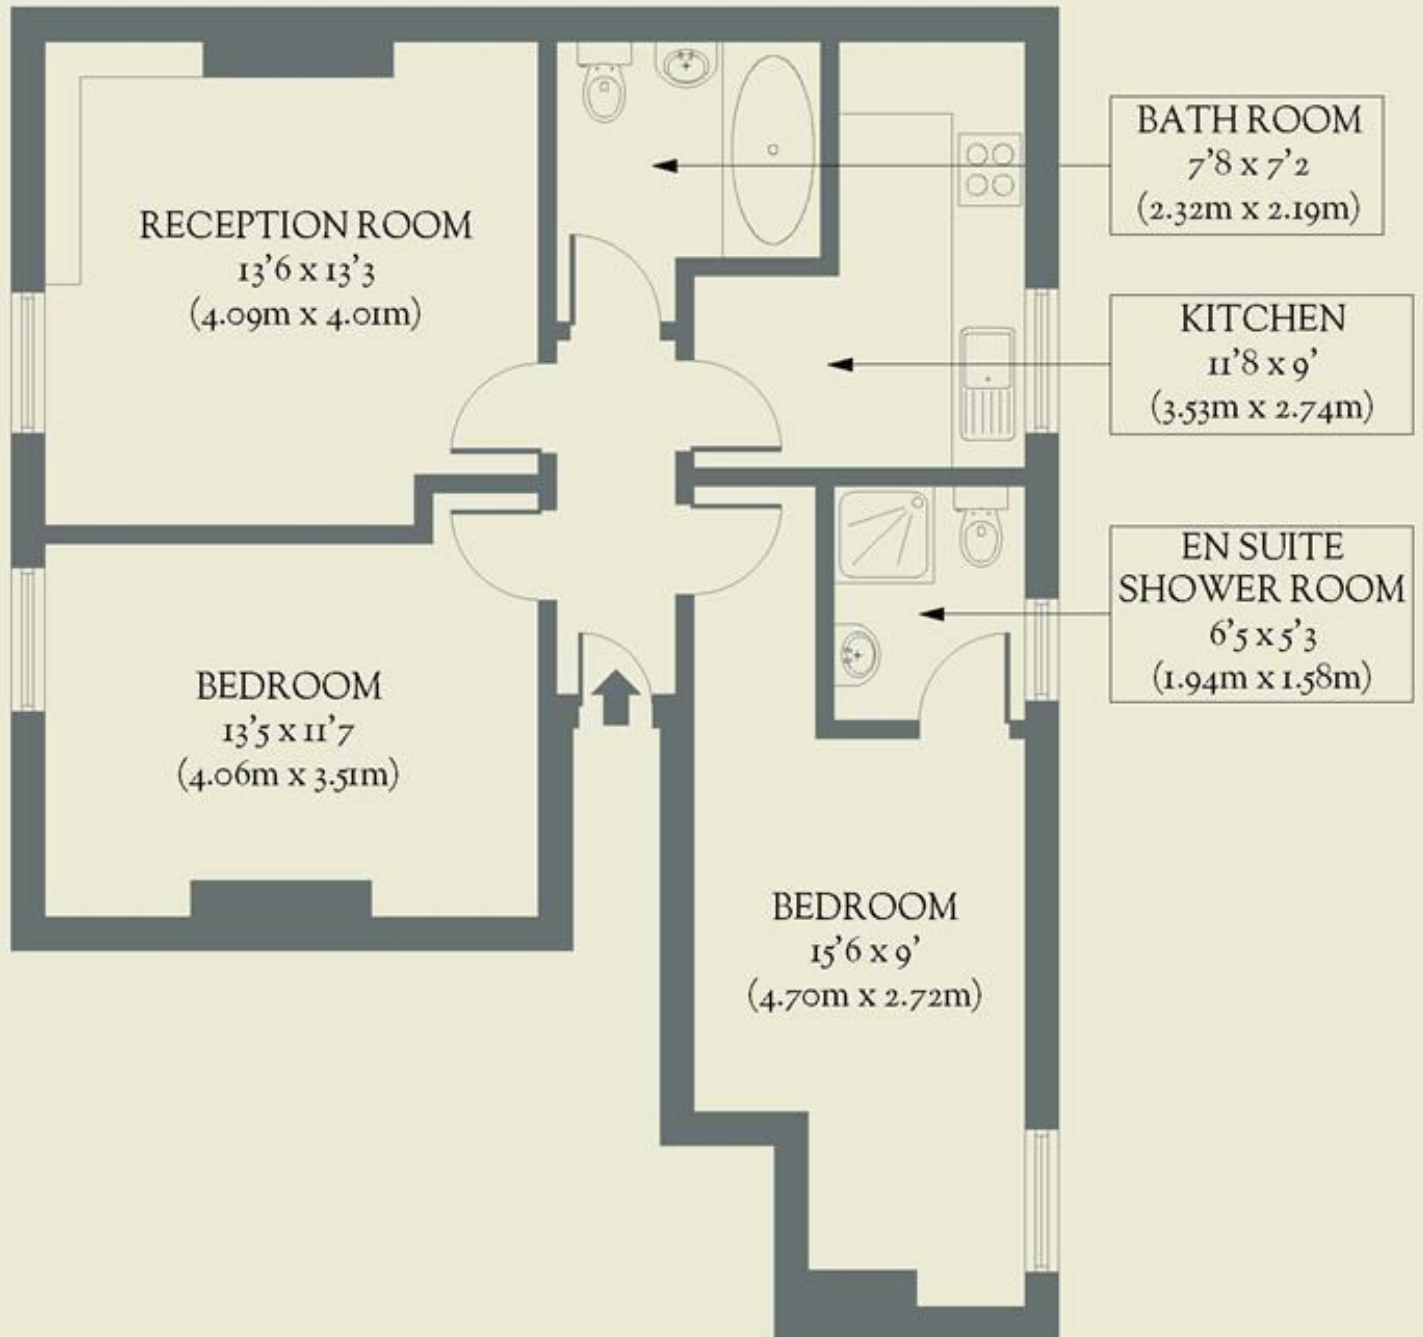 BATH ROOM
7'8 x 7'2
(2.32m x 2.19m)
RECEPTION ROOM
13'6 x 13'3
(4.09m x 4.01m)
KITCHEN
11'8 x 9'
(3.53m x 2.74m)
EN SUITE
SHOWER ROOM
6'5 x 5'3
(1.94m x 1.58m)
BEDROOM
13'5 x 11'7
(4.06m x 3.51m)
BEDROOM
15'6 x 9'
(4.70m x 2.72m)